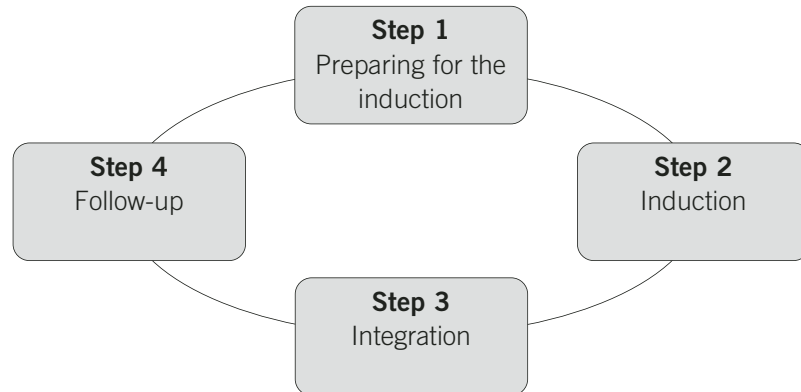 Step 1
Preparing for the
induction
Step 2
Induction
Step 3
Integration
Step 4
Follow-up